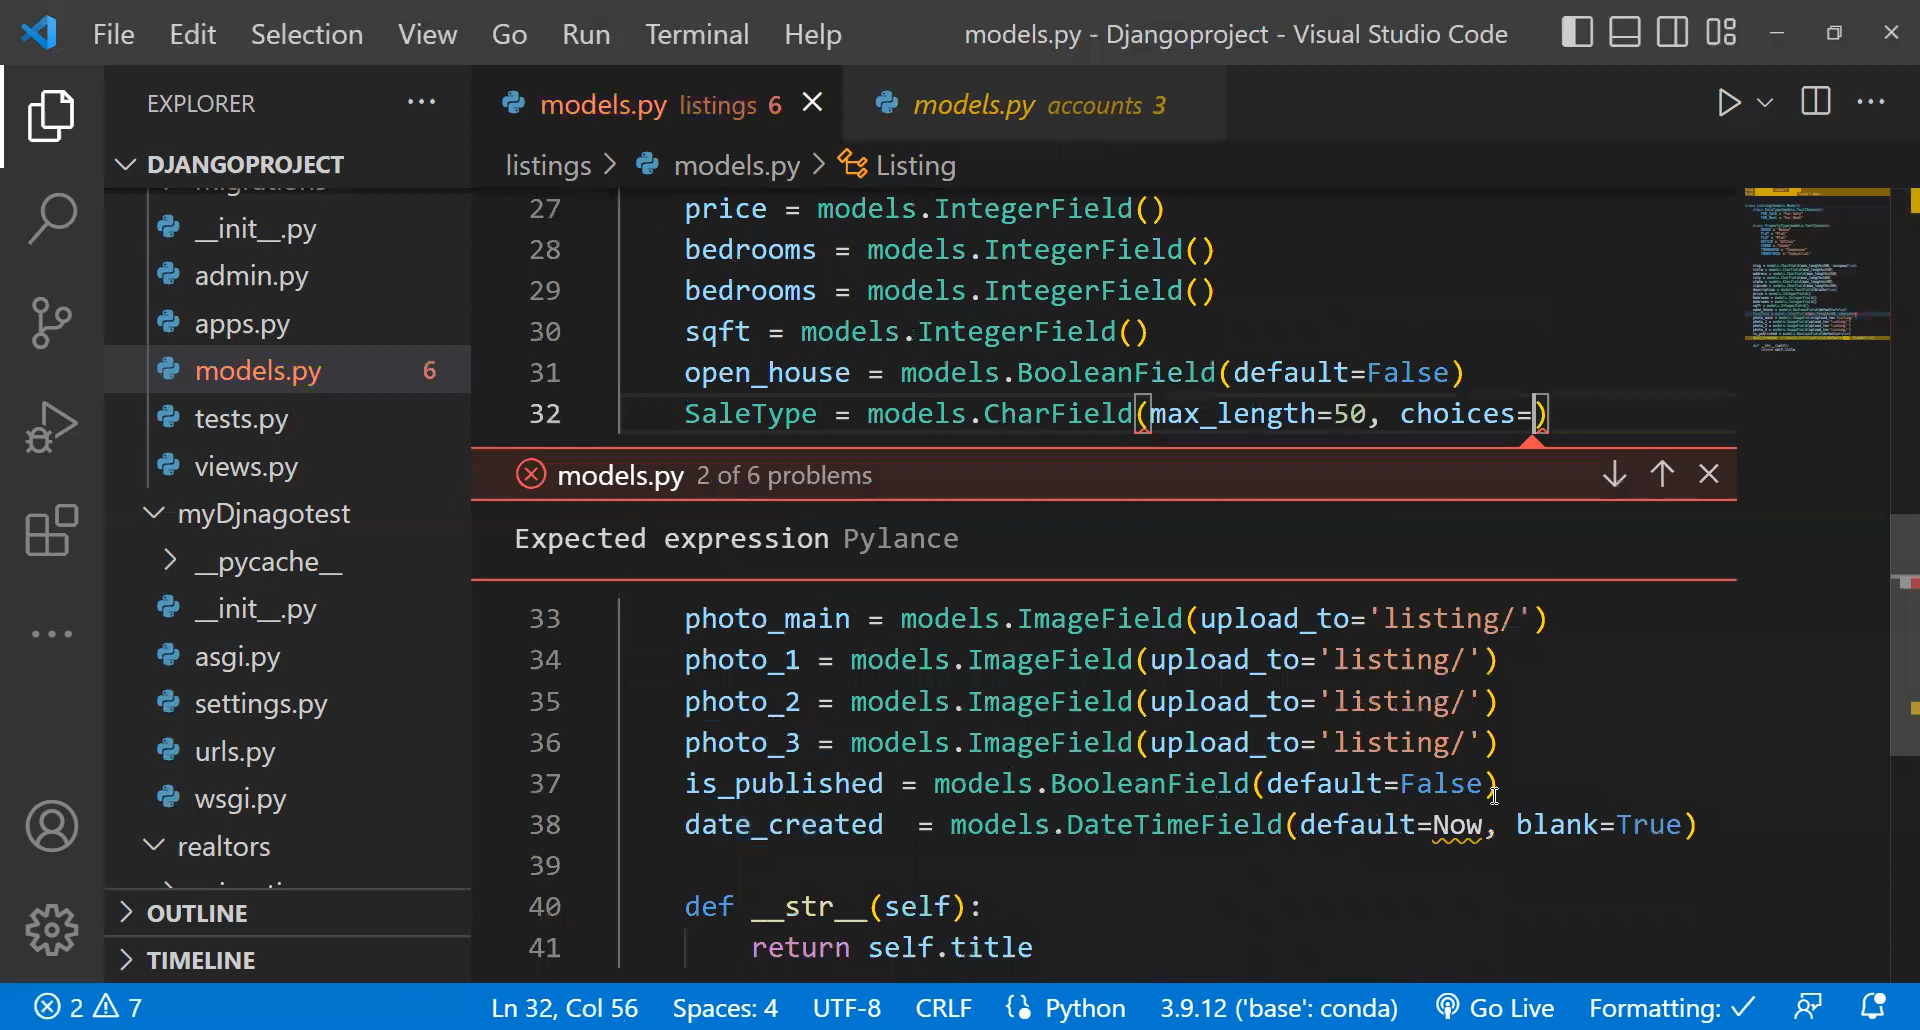 File Edit Selection View Go Run Terminal Help
models.py - Djangoproject - Visual Studio Code
EXPLORER ...
models.py listings 6
models.py accounts 3
DJANGOPROJECT
listings > models.py > Listing
migrations
__init__.py
admin.py
apps.py
models.py 6
tests.py
views.py
myDjnagotest
__pycache__
__init__.py
asgi.py
settings.py
urls.py
wsgi.py
realtors
OUTLINE
TIMELINE
27 price = models.IntegerField()
28 bedrooms = models.IntegerField()
29 bedrooms = models.IntegerField()
30 sqft = models.IntegerField()
31 open_house = models.BooleanField(default=False)
32 SaleType = models.CharField(max_length=50, choices=)
models.py 2 of 6 problems
Expected expression Pylance
33 photo_main = models.ImageField(upload_to='listing/')
34 photo_1 = models.ImageField(upload_to='listing/')
35 photo_2 = models.ImageField(upload_to='listing/')
36 photo_3 = models.ImageField(upload_to='listing/')
37 is_published = models.BooleanField(default=False)
38 date_created  = models.DateTimeField(default=Now, blank=True)
39
40 def __str__(self):
41 return self.title
2 7 Ln 32, Col 56 Spaces: 4 UTF-8 CRLF Python 3.9.12 ('base': conda) Go Live Formatting: ✓